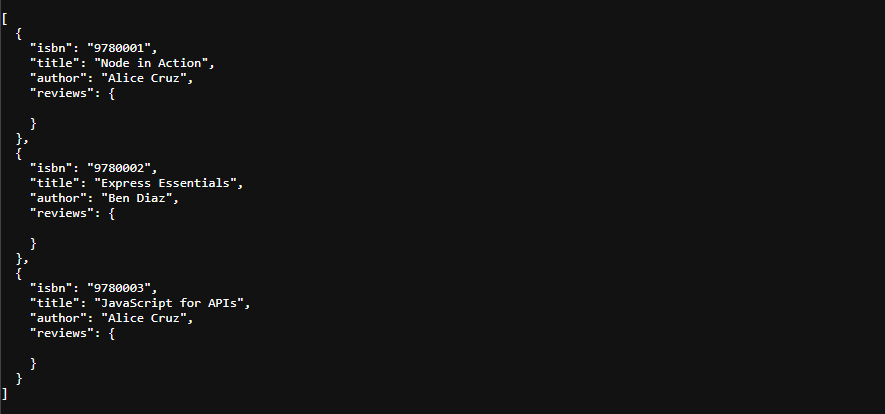 [
  {
    "isbn": "9780001",
    "title": "Node in Action",
    "author": "Alice Cruz",
    "reviews": {

    }
  },
  {
    "isbn": "9780002",
    "title": "Express Essentials",
    "author": "Ben Diaz",
    "reviews": {

    }
  },
  {
    "isbn": "9780003",
    "title": "JavaScript for APIs",
    "author": "Alice Cruz",
    "reviews": {

    }
  }
]